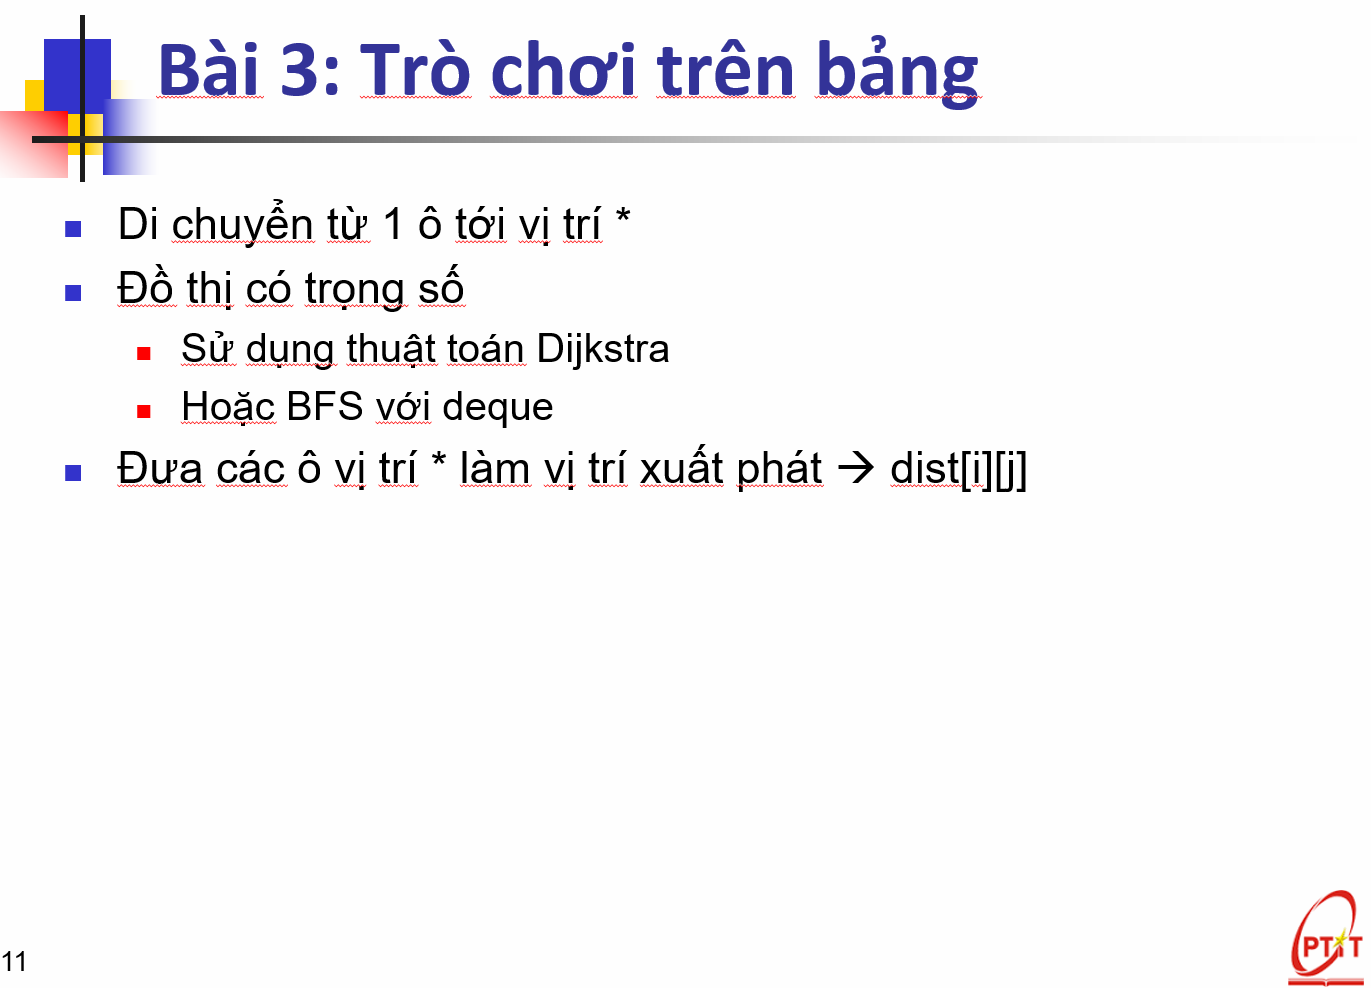 Bài 3: Trò chơi trên bảng
Di chuyển từ 1 ô tới vị trí *
Đồ thị có trọng số
Sử dụng thuật toán Dijkstra
Hoặc BFS với deque
Đưa các ô vị trí * làm vị trí xuất phát → dist[i][j]
11
PTiT